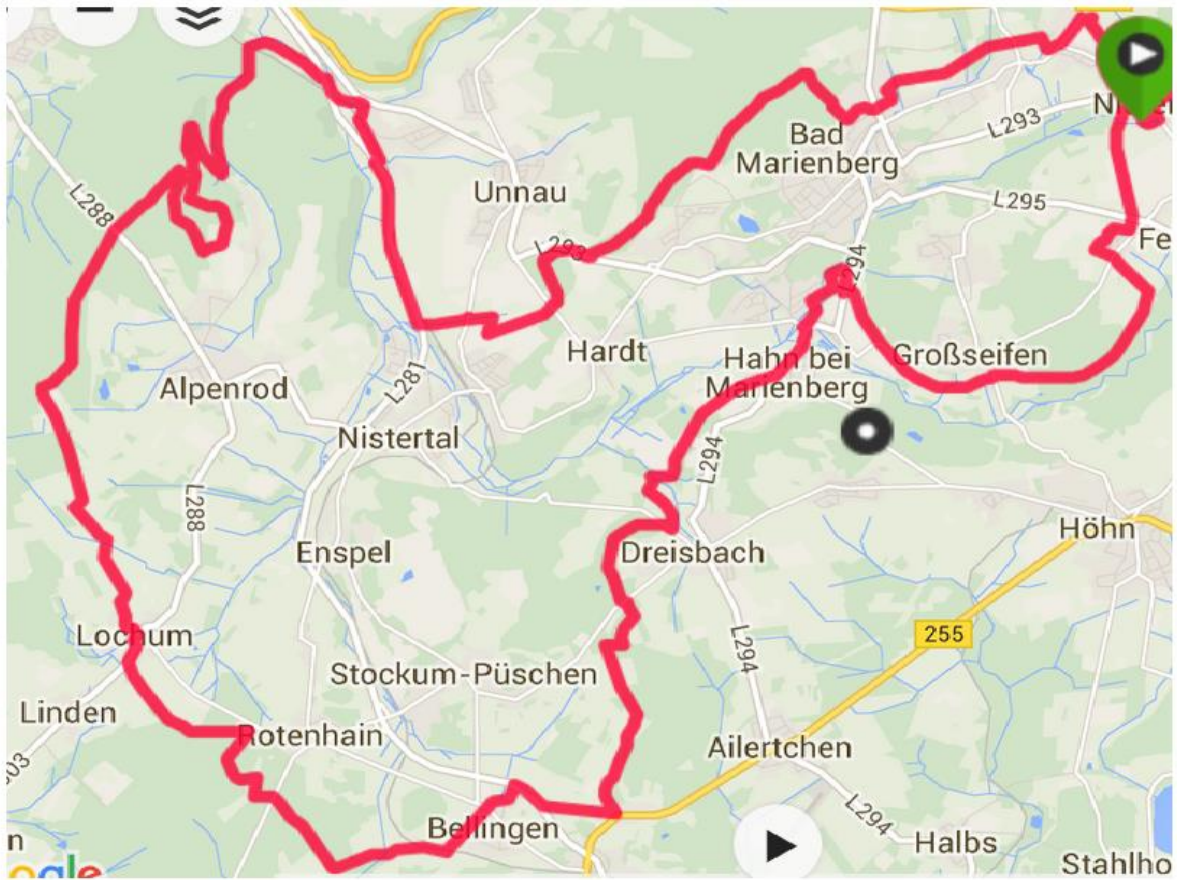 L293
Bad
Marienberg
L288
Unnau
L295
L293
Fe
L294
Hardt
Hahn bei
Marienberg
Großseifen
Alpenrod
L281
Nistertal
L294
L288
Höhn
Enspel
Dreisbach
Lochum
255
L294
Stockum-Püschen
Linden
Rotenhain
Ailertchen
L294
Bellingen
n
Halbs
Stahlho
ogle